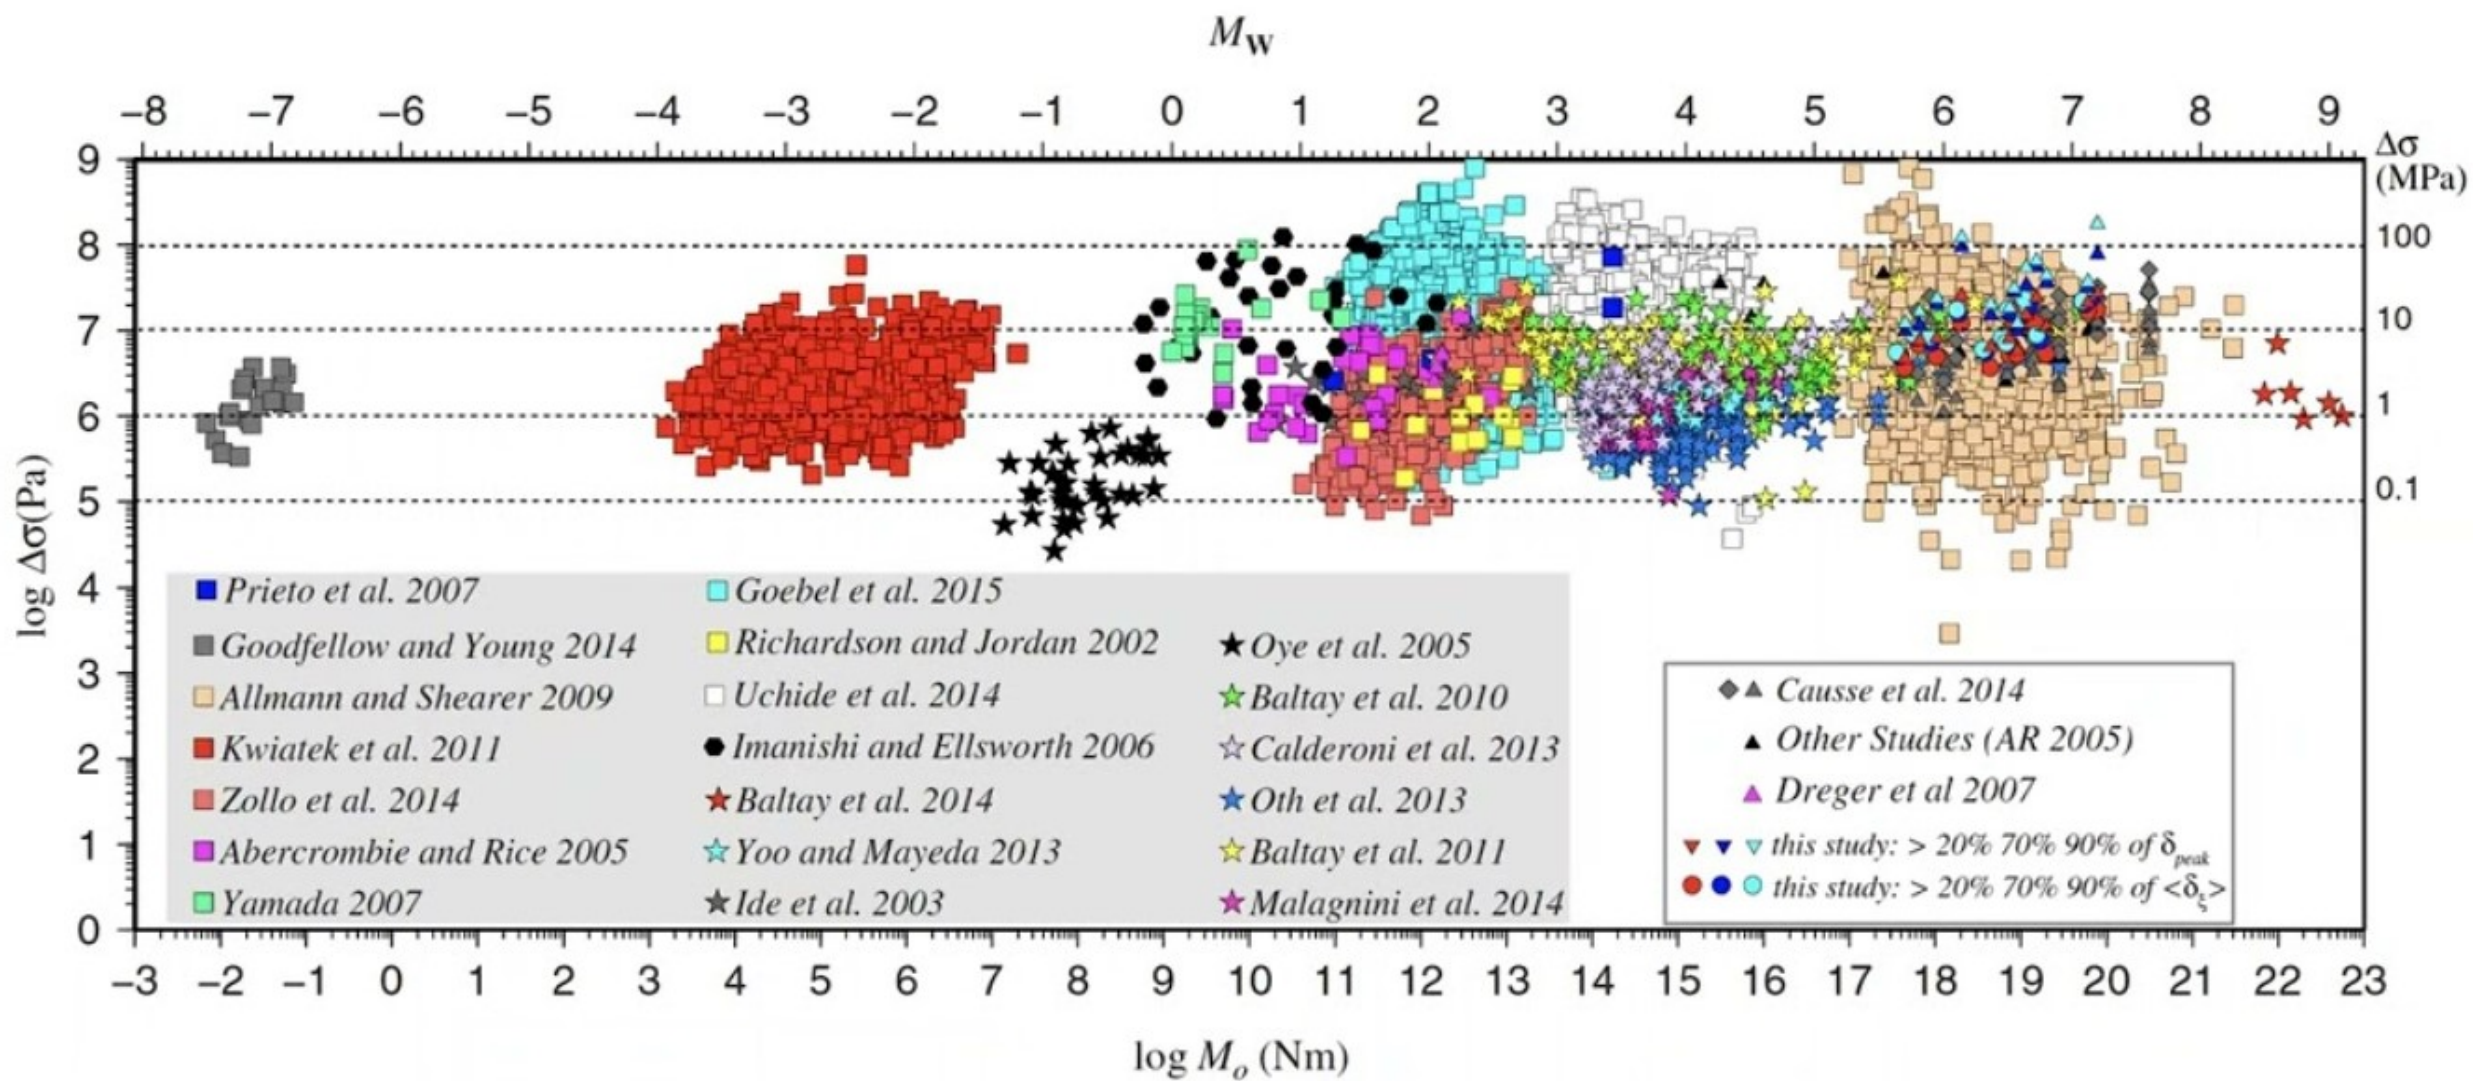 M_W
−8 −7 −6 −5 −4 −3 −2 −1 0 1 2 3 4 5 6 7 8 9
Δσ
(MPa)
9
8
7
6
5
4
3
2
1
0
log Δσ(Pa)
100
10
1
0.1
Prieto et al. 2007
Goodfellow and Young 2014
Allmann and Shearer 2009
Kwiatek et al. 2011
Zollo et al. 2014
Abercrombie and Rice 2005
Yamada 2007
Goebel et al. 2015
Richardson and Jordan 2002
Uchide et al. 2014
Imanishi and Ellsworth 2006
Baltay et al. 2014
Yoo and Mayeda 2013
Ide et al. 2003
Oye et al. 2005
Baltay et al. 2010
Calderoni et al. 2013
Oth et al. 2013
Baltay et al. 2011
Malagnini et al. 2014
Causse et al. 2014
Other Studies (AR 2005)
Dreger et al 2007
this study: > 20% 70% 90% of δ_peak
this study: > 20% 70% 90% of <δ_ξ>
−3 −2 −1 0 1 2 3 4 5 6 7 8 9 10 11 12 13 14 15 16 17 18 19 20 21 22 23
log M_o (Nm)